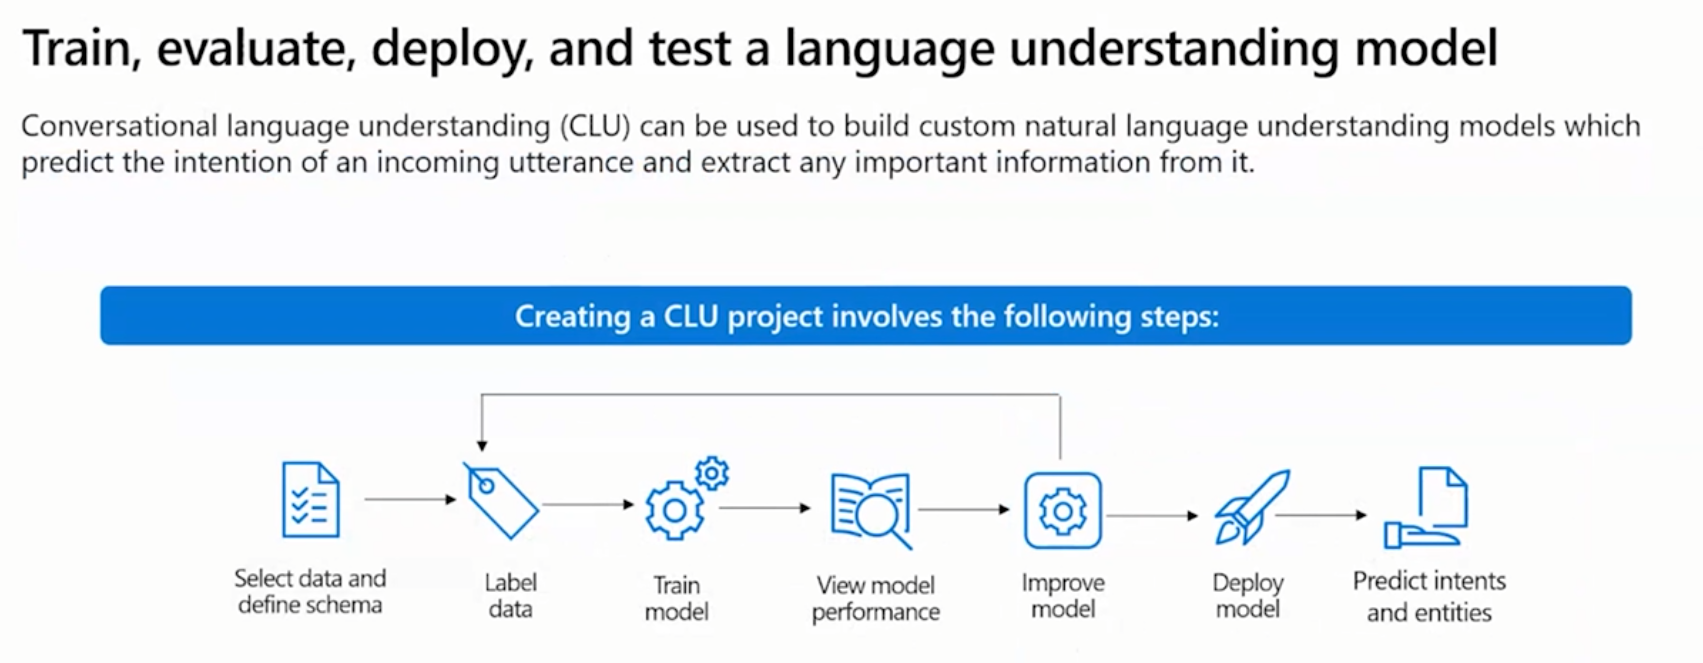 Train, evaluate, deploy, and test a language understanding model
Conversational language understanding (CLU) can be used to build custom natural language understanding models which
predict the intention of an incoming utterance and extract any important information from it.
Creating a CLU project involves the following steps:
Select data and
define schema
Label
data
Train
model
View model
performance
Improve
model
Deploy
model
Predict intents
and entities